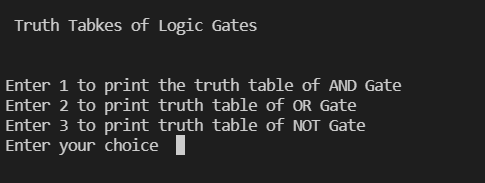 Truth Tabkes of Logic Gates
Enter 1 to print the truth table of AND Gate
Enter 2 to print truth table of OR Gate
Enter 3 to print truth table of NOT Gate
Enter your choice